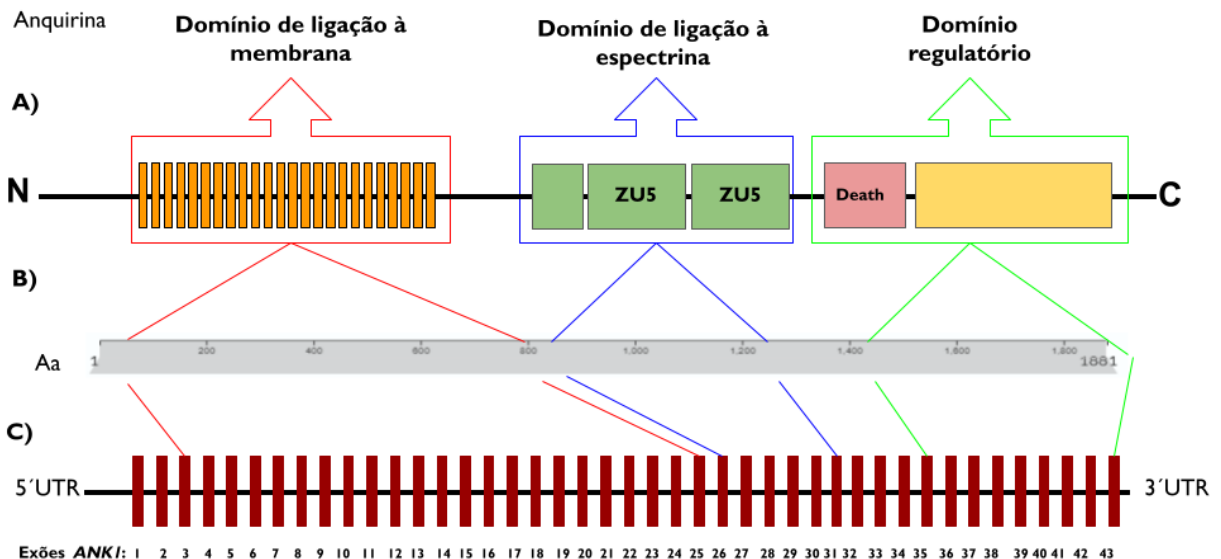 Anquirina
Domínio de ligação à
membrana
Domínio de ligação à
espectrina
Domínio
regulatório
A)
N
ZU5
ZU5
Death
C
B)
Aa
1
200
400
600
800
1,000
1,200
1,400
1,600
1,800
1881
C)
5´UTR
3´UTR
Exões ANK1: 1 2 3 4 5 6 7 8 9 10 11 12 13 14 15 16 17 18 19 20 21 22 23 24 25 26 27 28 29 30 31 32 33 34 35 36 37 38 39 40 41 42 43